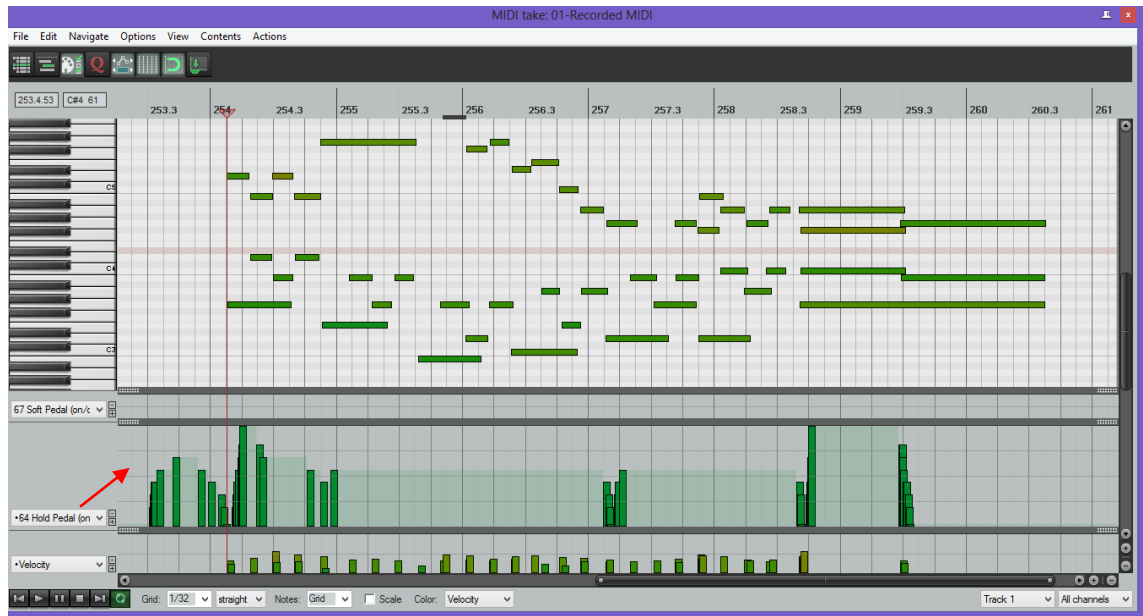 MIDI take: 01-Recorded MIDI
x
File Edit Navigate Options View Contents Actions
Q
253.4.53 C#4 61
253.3 254 254.3 255 255.3 256 256.3 257 257.3 258 258.3 259 259.3 260 260.3 261
C5
C4
C3
67 Soft Pedal (on/c
•64 Hold Pedal (on
•Velocity
Grid: 1/32 straight Notes: Grid Scale Color: Velocity Track 1 All channels